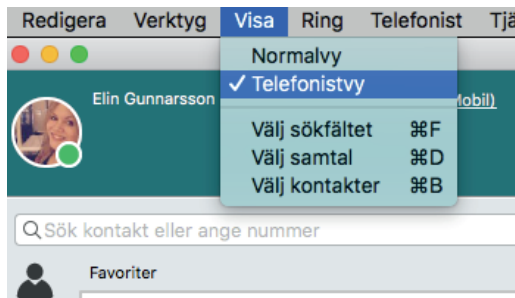 Redigera Verktyg Visa Ring Telefonist
Normalvy
✓ Telefonistvy
Elin Gunnarsson
Välj sökfältet ⌘F
Välj samtal ⌘D
Välj kontakter ⌘B
Sök kontakt eller ange nummer
Favoriter